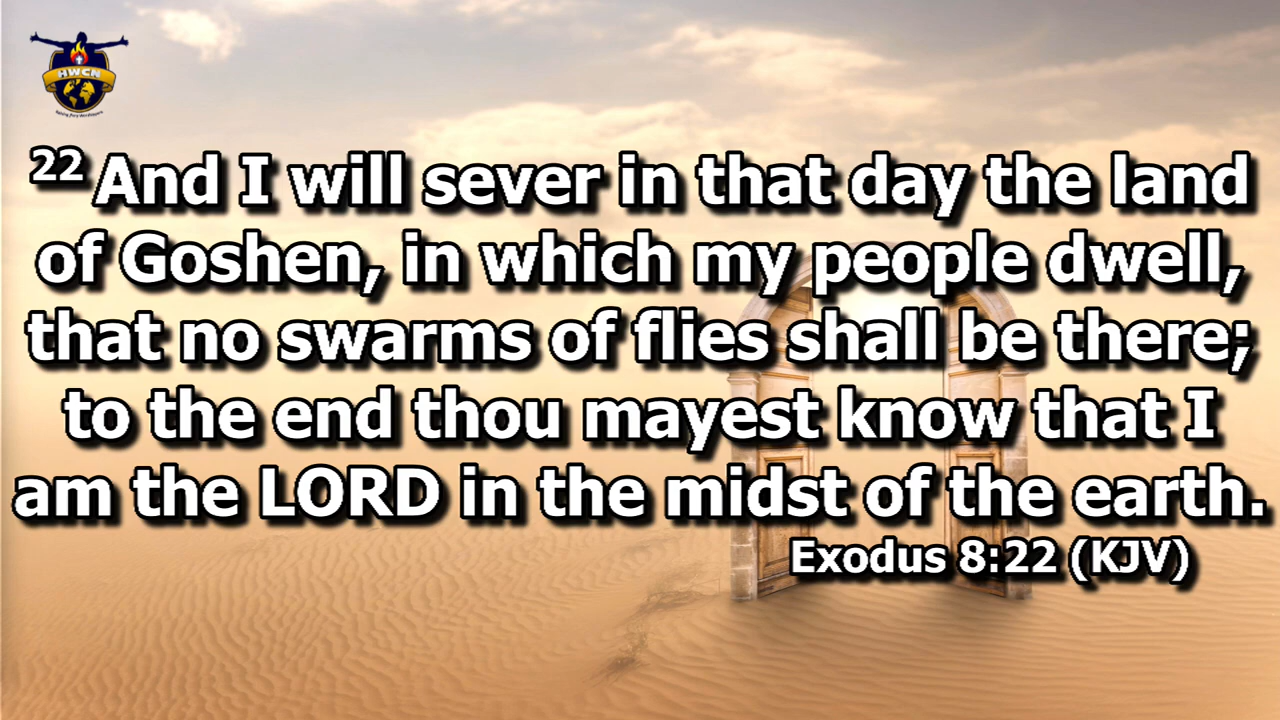 HWCN
22 And I will sever in that day the land
of Goshen, in which my people dwell,
that no swarms of flies shall be there;
to the end thou mayest know that I
am the LORD in the midst of the earth.
Exodus 8:22 (KJV)